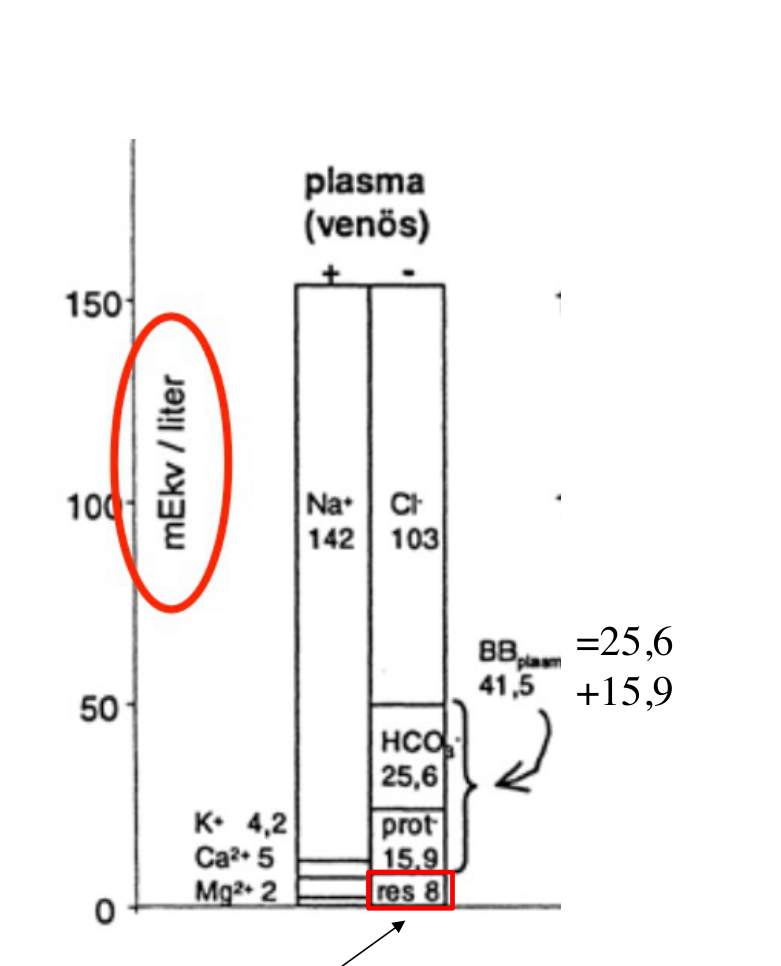 plasma
(venös)
+ -
150
mEkv / liter
100
Na⁺ Cl⁻
142 103
BBplasm =25,6
41,5 +15,9
50
HCO₃⁻
25,6
K⁺ 4,2 prot⁻
Ca²⁺ 5 15,9
Mg²⁺ 2 res 8
0